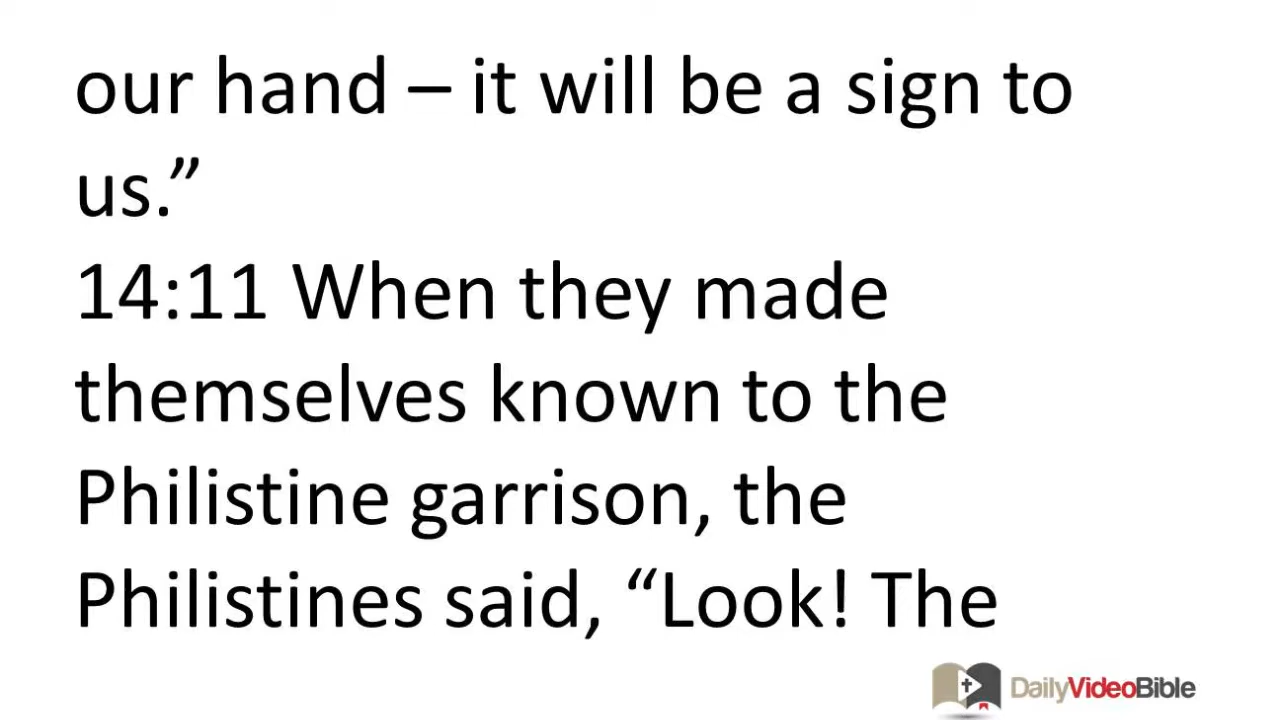 our hand – it will be a sign to
us.”
14:11 When they made
themselves known to the
Philistine garrison, the
Philistines said, “Look! The
DailyVideoBible